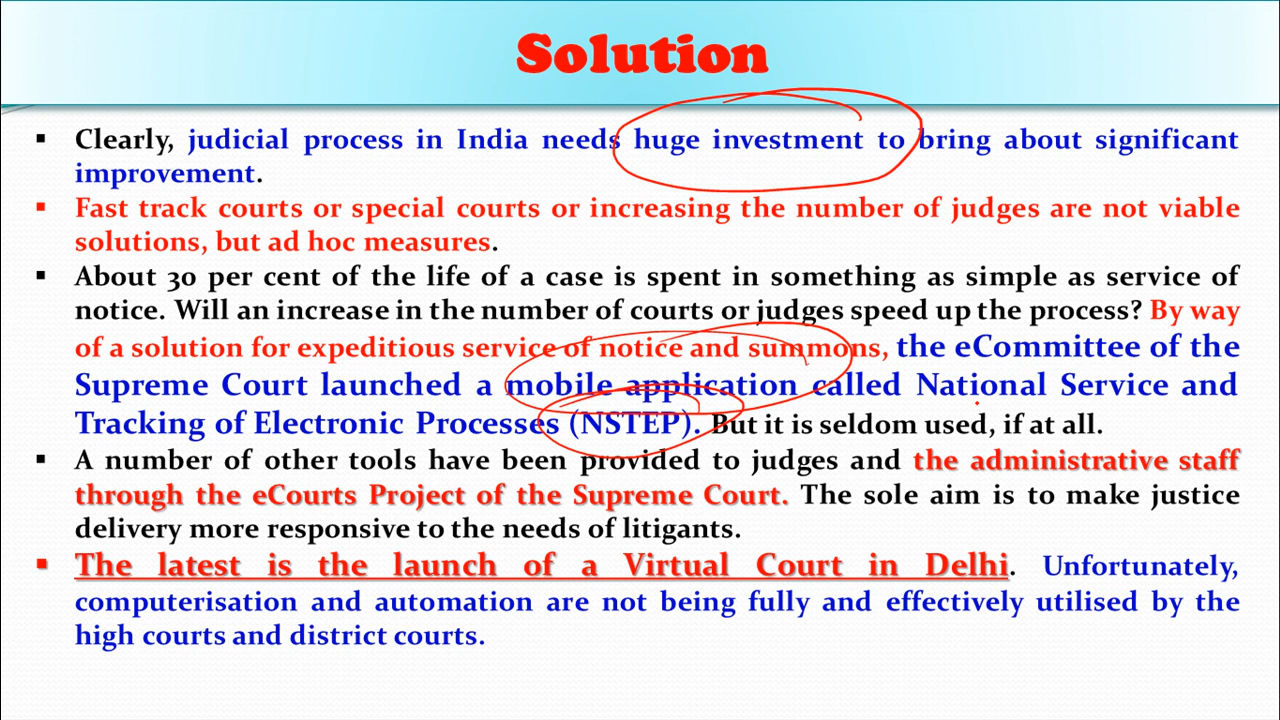 Solution
▪ Clearly, judicial process in India needs huge investment to bring about significant
improvement.
▪ Fast track courts or special courts or increasing the number of judges are not viable
solutions, but ad hoc measures.
▪ About 30 per cent of the life of a case is spent in something as simple as service of
notice. Will an increase in the number of courts or judges speed up the process? By way
of a solution for expeditious service of notice and summons, the eCommittee of the
Supreme Court launched a mobile application called National Service and
Tracking of Electronic Processes (NSTEP). But it is seldom used, if at all.
▪ A number of other tools have been provided to judges and the administrative staff
through the eCourts Project of the Supreme Court. The sole aim is to make justice
delivery more responsive to the needs of litigants.
▪ The latest is the launch of a Virtual Court in Delhi. Unfortunately,
computerisation and automation are not being fully and effectively utilised by the
high courts and district courts.